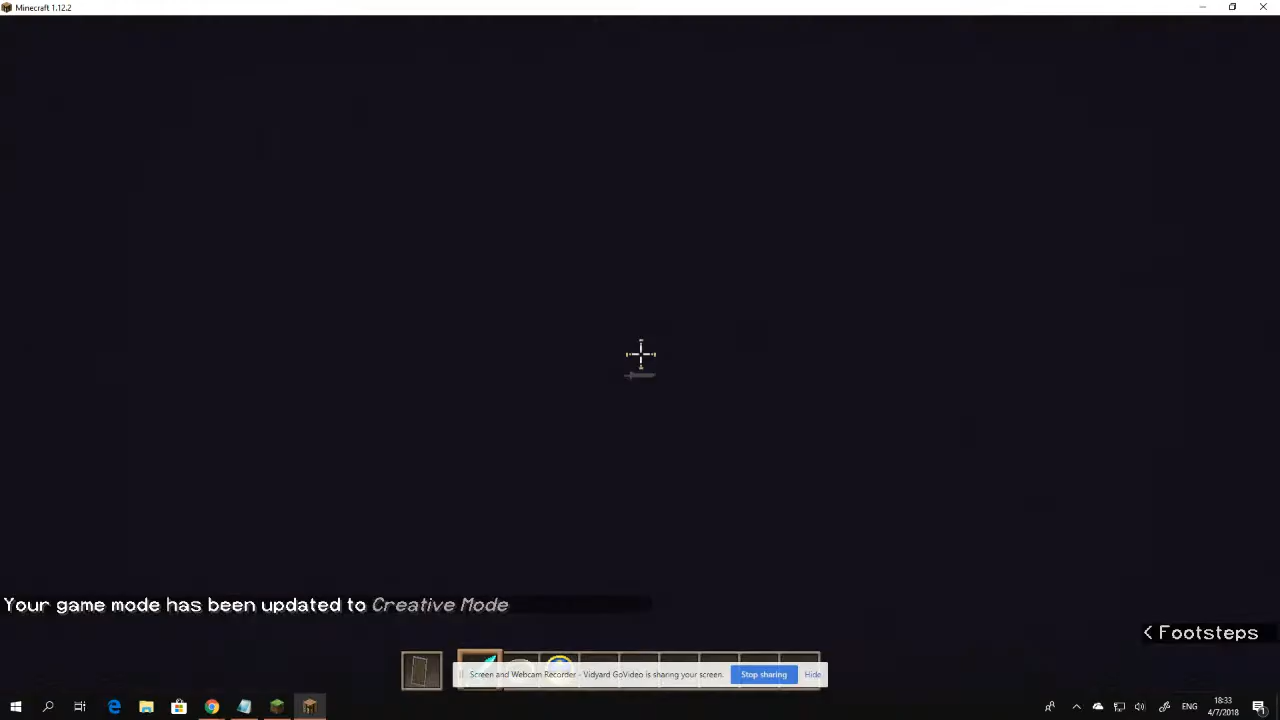 Minecraft 1.12.2
Your game mode has been updated to Creative Mode
< Footsteps
Screen and Webcam Recorder - Vidyard GoVideo is sharing your screen.
Stop sharing
Hide
ENG
18:33
4/7/2018